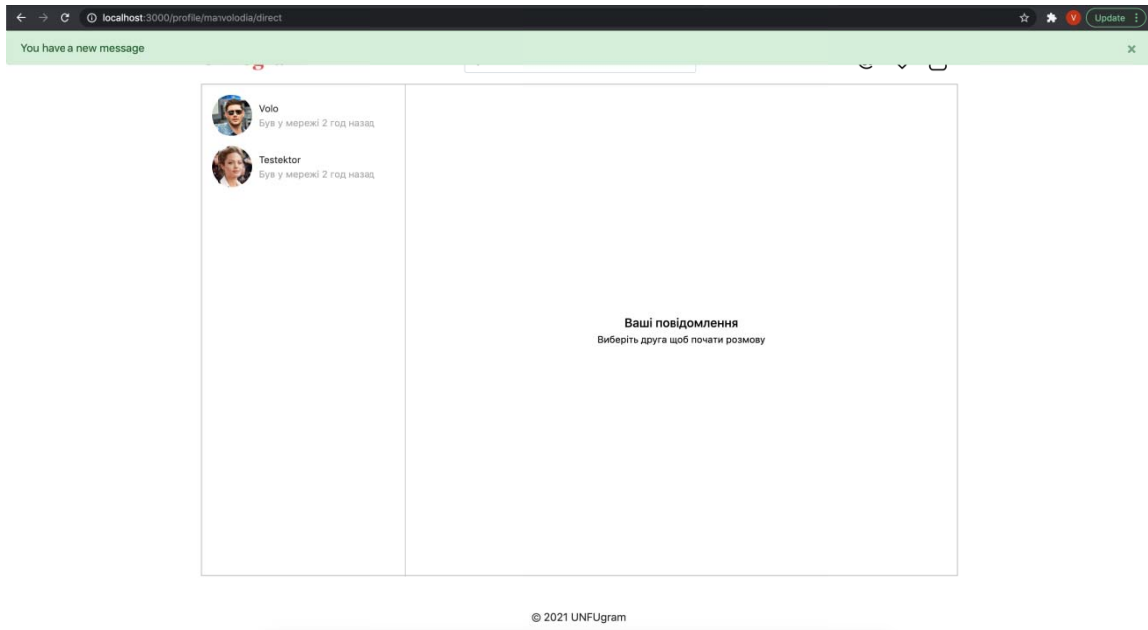 localhost:3000/profile/manvolodia/direct
V
Update
You have a new message
×
Volo
Був у мережі 2 год назад
Testektor
Був у мережі 2 год назад
Ваші повідомлення
Виберіть друга щоб почати розмову
© 2021 UNFUgram